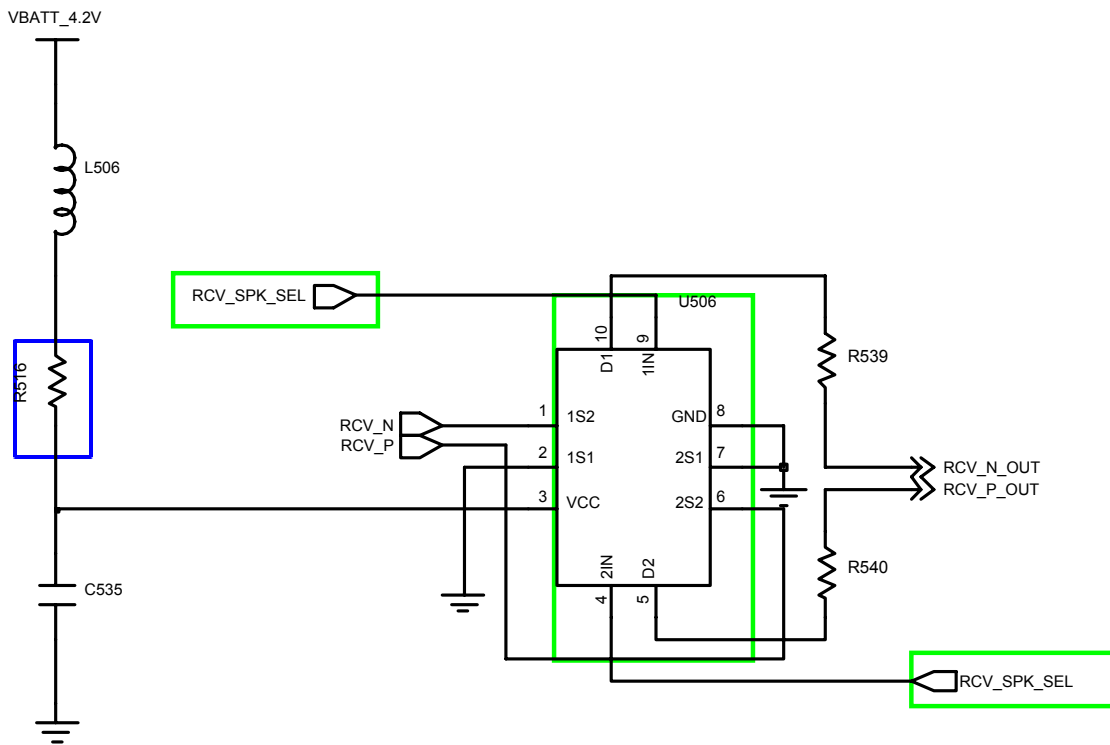 VBATT_4.2V
L506
RCV_SPK_SEL
U506
10
9
D1
1IN
R539
R516
RCV_N
1
1S2
GND
8
RCV_P
2
1S1
2S1
7
RCV_N_OUT
RCV_P_OUT
3
VCC
2S2
6
2IN
D2
R540
C535
4
5
RCV_SPK_SEL